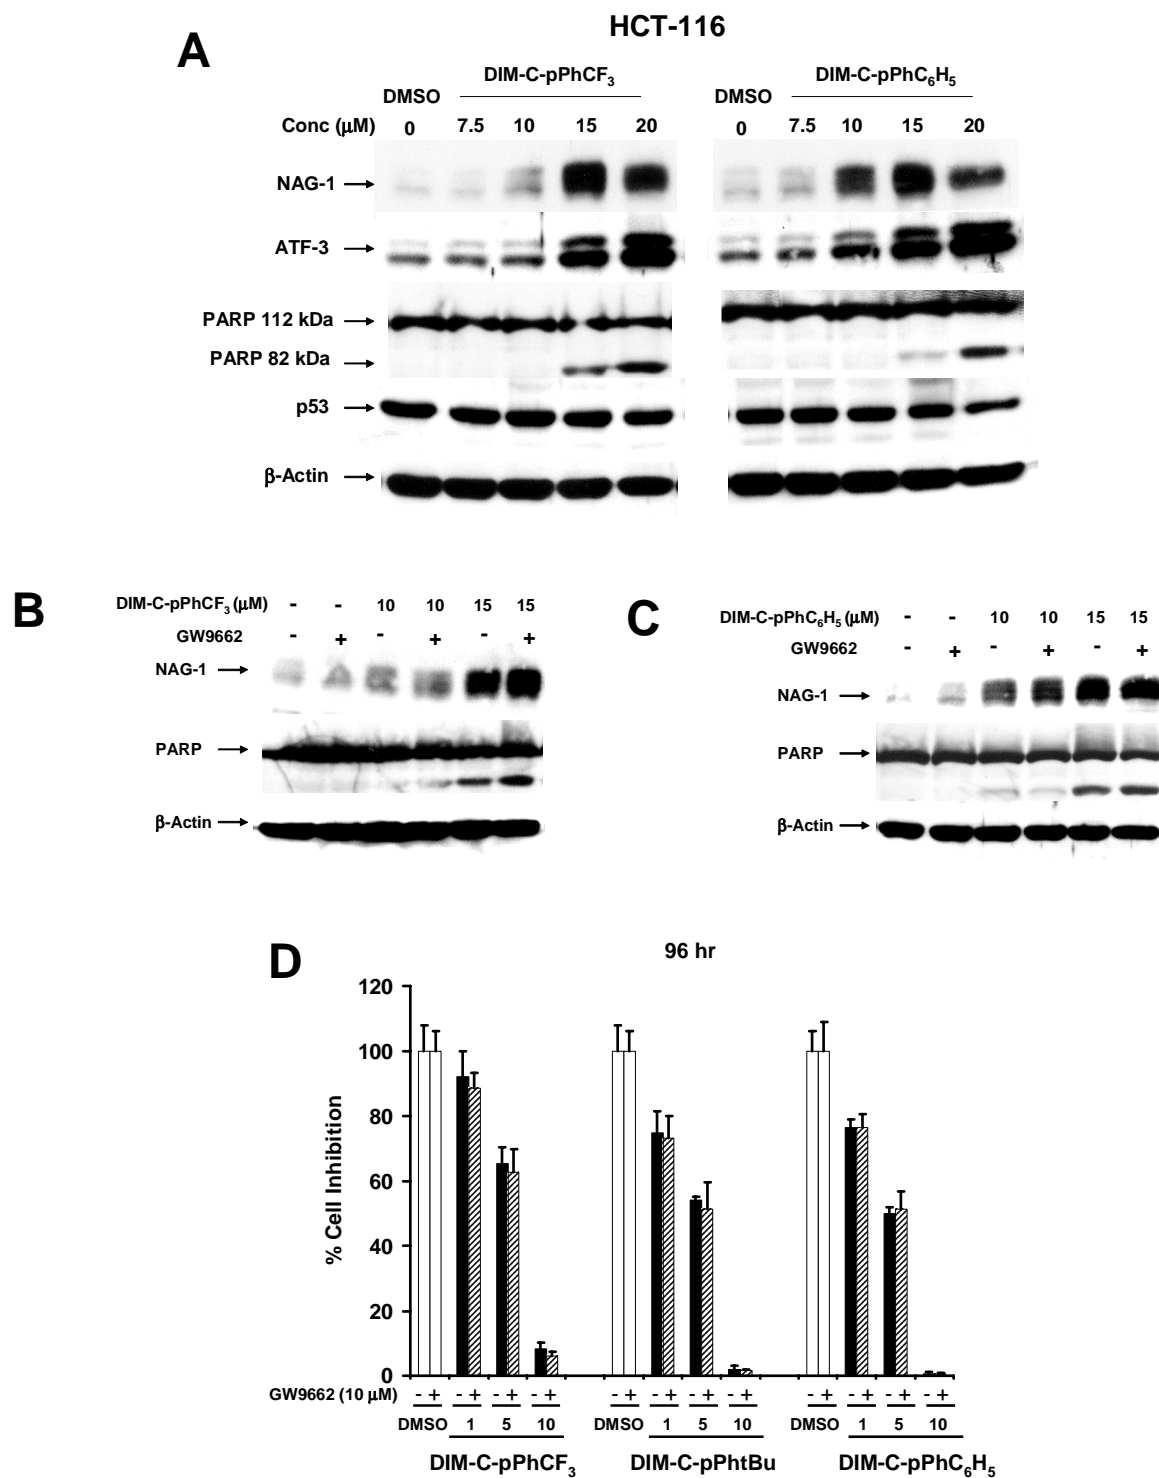 HCT-116
A
DIM-C-pPhCF3 DIM-C-pPhC6H5
DMSO DMSO
Conc (µM) 0 7.5 10 15 20 0 7.5 10 15 20
NAG-1
ATF-3
PARP 112 kDa
PARP 82 kDa
p53
β-Actin
B
DIM-C-pPhCF3 (µM) - - 10 10 15 15
GW9662 - + - + - +
NAG-1
PARP
β-Actin
C
DIM-C-pPhC6H5 (µM) - - 10 10 15 15
GW9662 - + - + - +
NAG-1
PARP
β-Actin
D
96 hr
% Cell Inhibition
120
100
80
60
40
20
0
GW9662 (10 µM) - + - + - + - + - + - + - + - + - + - + - + - +
DMSO 1 5 10 DMSO 1 5 10 DMSO 1 5 10
DIM-C-pPhCF3 DIM-C-pPhtBu DIM-C-pPhC6H5